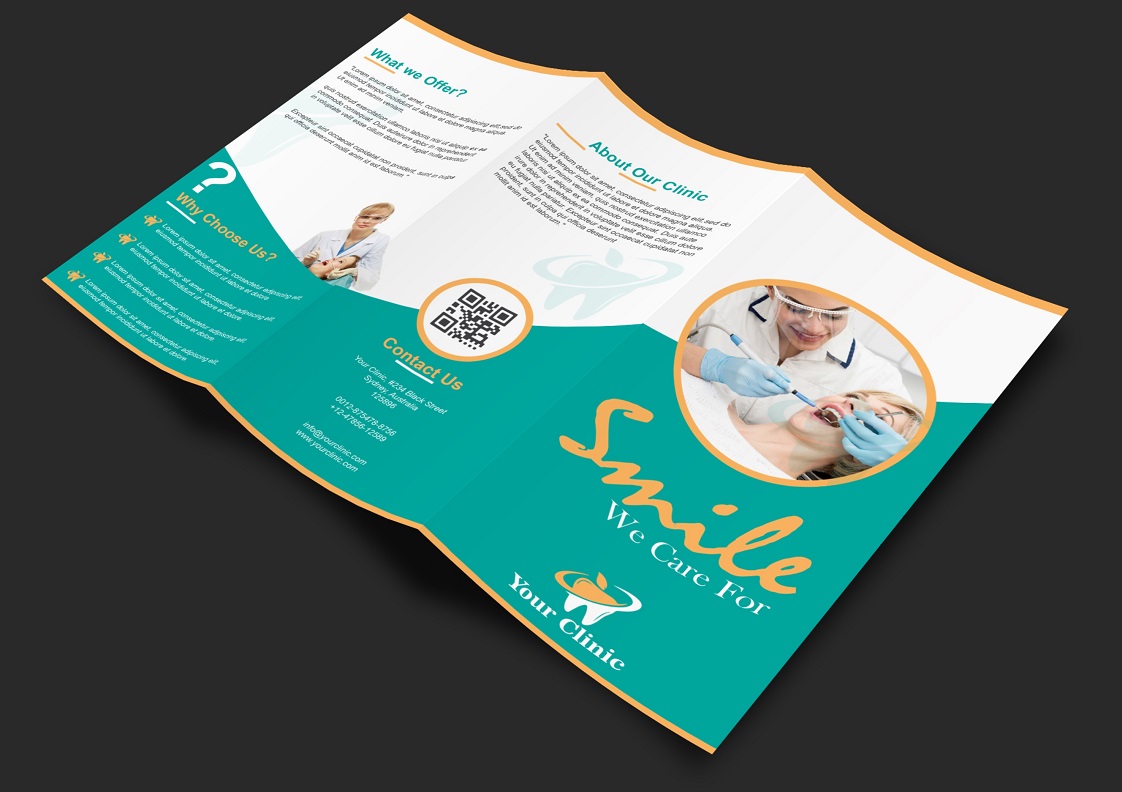 What we Offer?
"Lorem ipsum dolor sit amet, consectetur adipisicing elit, sed do
eiusmod tempor incididunt ut labore et dolore magna aliqua.
Ut enim ad minim veniam,
quis nostrud exercitation ullamco laboris nisi ut aliquip ex ea
commodo consequat. Duis aute irure dolor in reprehenderit
in voluptate velit esse cillum dolore eu fugiat nulla pariatur.
Excepteur sint occaecat cupidatat non proident, sunt in culpa
qui officia deserunt mollit anim id est laborum."
?
Why Choose Us?
Lorem ipsum dolor sit amet, consectetur adipisicing elit,
eiusmod tempor incididunt ut labore et dolore
Lorem ipsum dolor sit amet, consectetur adipisicing elit,
eiusmod tempor incididunt ut labore et dolore
Lorem ipsum dolor sit amet, consectetur adipisicing elit,
eiusmod tempor incididunt ut labore et dolore
Lorem ipsum dolor sit amet, consectetur adipisicing elit,
eiusmod tempor incididunt ut labore et dolore
About Our Clinic
"Lorem ipsum dolor sit amet, consectetur adipisicing elit, sed do
eiusmod tempor incididunt ut labore et dolore magna aliqua.
Ut enim ad minim veniam, quis nostrud exercitation ullamco
laboris nisi ut aliquip ex ea commodo consequat. Duis aute
irure dolor in reprehenderit in voluptate velit esse cillum dolore
eu fugiat nulla pariatur. Excepteur sint occaecat cupidatat non
proident, sunt in culpa qui officia deserunt
mollit anim id est laborum."
Contact Us
Your Clinic, #234 Black Street
Sydney, Australia
125896
0012-875478-8756
+12-47856-12589
info@yourclinic.com
www.yourclinic.com
Smile
We Care For
Your Clinic